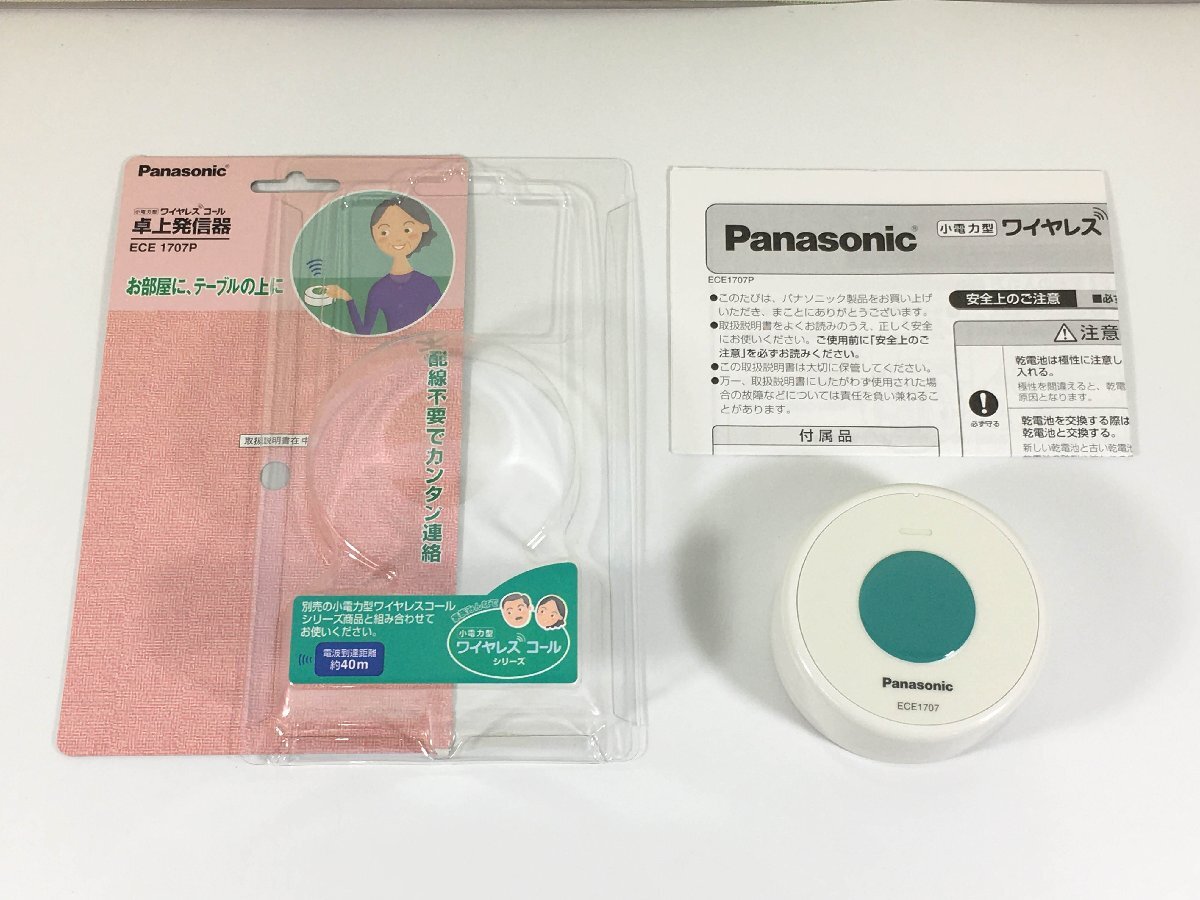 Panasonic
小電力型 ワイヤレスコール
卓上発信器
ECE 1707P
お部屋に、テーブルの上に
配線不要でカンタン連絡
取扱説明書在中
別売の小電力型ワイヤレスコール
シリーズ商品と組み合わせて
お使いください。
電波到達距離
約40m
家族みんなで
小電力型
ワイヤレスコール
シリーズ
Panasonic
小電力型 ワイヤレス
ECE1707P
●このたびは、パナソニック製品をお買い上げ
いただき、まことにありがとうございます。
●取扱説明書をよくお読みのうえ、正しく安全
にお使いください。ご使用前に「安全上のご
注意」を必ずお読みください。
●この取扱説明書は大切に保管してください。
●万一、取扱説明書にしたがわず使用された場
合の故障などについては責任を負い兼ねるこ
とがあります。
付属品
安全上のご注意 ■必ず
注意
乾電池は極性に注意し
入れる。
極性を間違えると、乾電
原因となります。
必ず守る
乾電池を交換する際は
乾電池と交換する。
新しい乾電池と古い乾電池
Panasonic
ECE1707